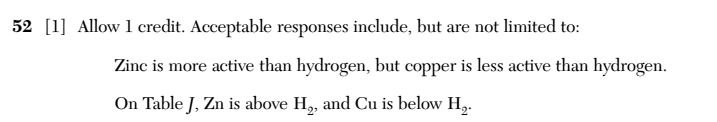 52 [1] Allow 1 credit. Acceptable responses include, but are not limited to:
Zinc is more active than hydrogen, but copper is less active than hydrogen.
On Table J, Zn is above H₂, and Cu is below H₂.